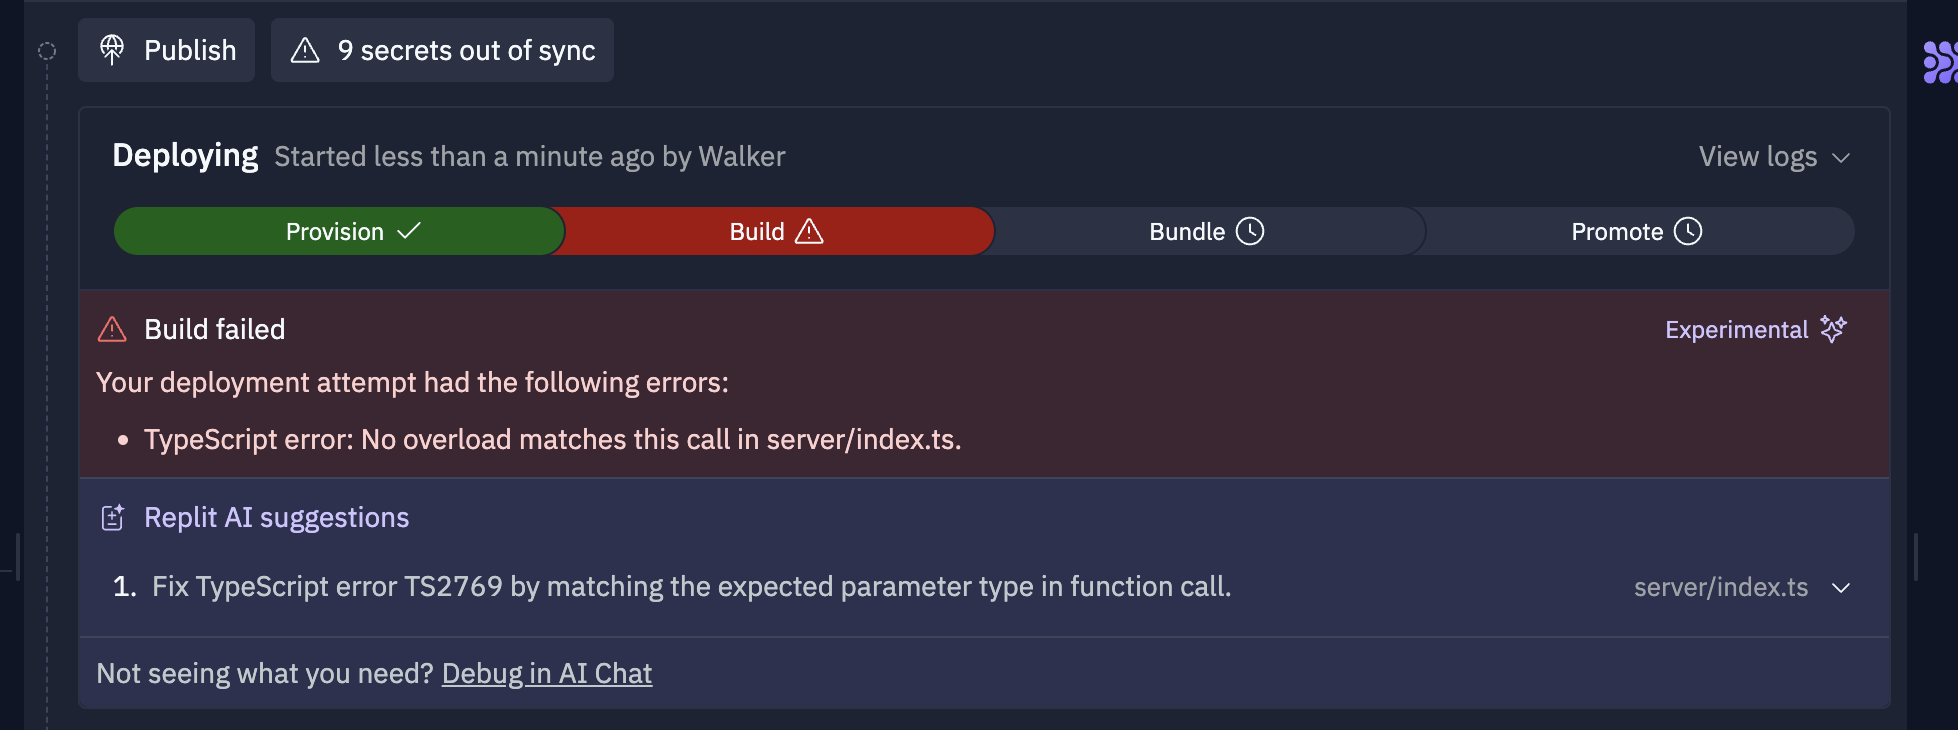 Publish
9 secrets out of sync
Deploying Started less than a minute ago by Walker
View logs
Provision
Build
Bundle
Promote
Build failed
Experimental
Your deployment attempt had the following errors:
• TypeScript error: No overload matches this call in server/index.ts.
Replit AI suggestions
1. Fix TypeScript error TS2769 by matching the expected parameter type in function call.
server/index.ts
Not seeing what you need? Debug in AI Chat